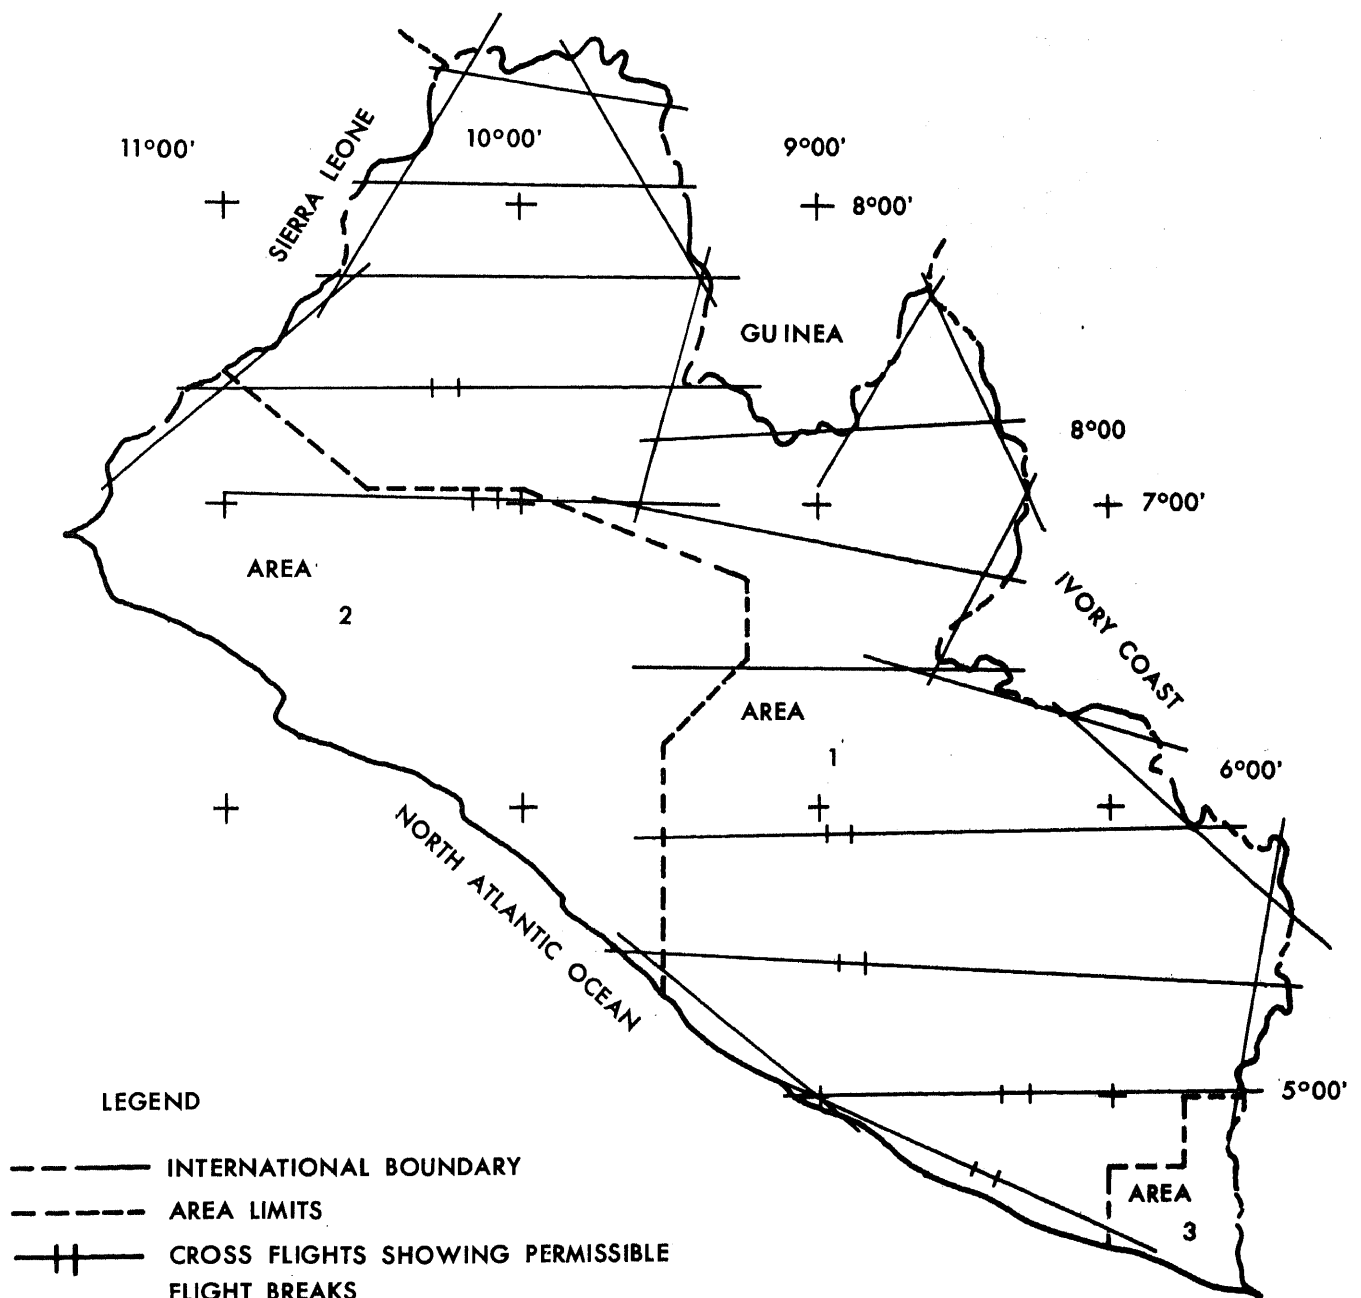 11°00'
SIERRA LEONE
10°00'
9°00'
8°00'
GUINEA
8°00
7°00'
AREA
2
IVORY COAST
AREA
1
6°00'
NORTH ATLANTIC OCEAN
5°00'
AREA
3
LEGEND
INTERNATIONAL BOUNDARY
AREA LIMITS
CROSS FLIGHTS SHOWING PERMISSIBLE
FLIGHT BREAKS